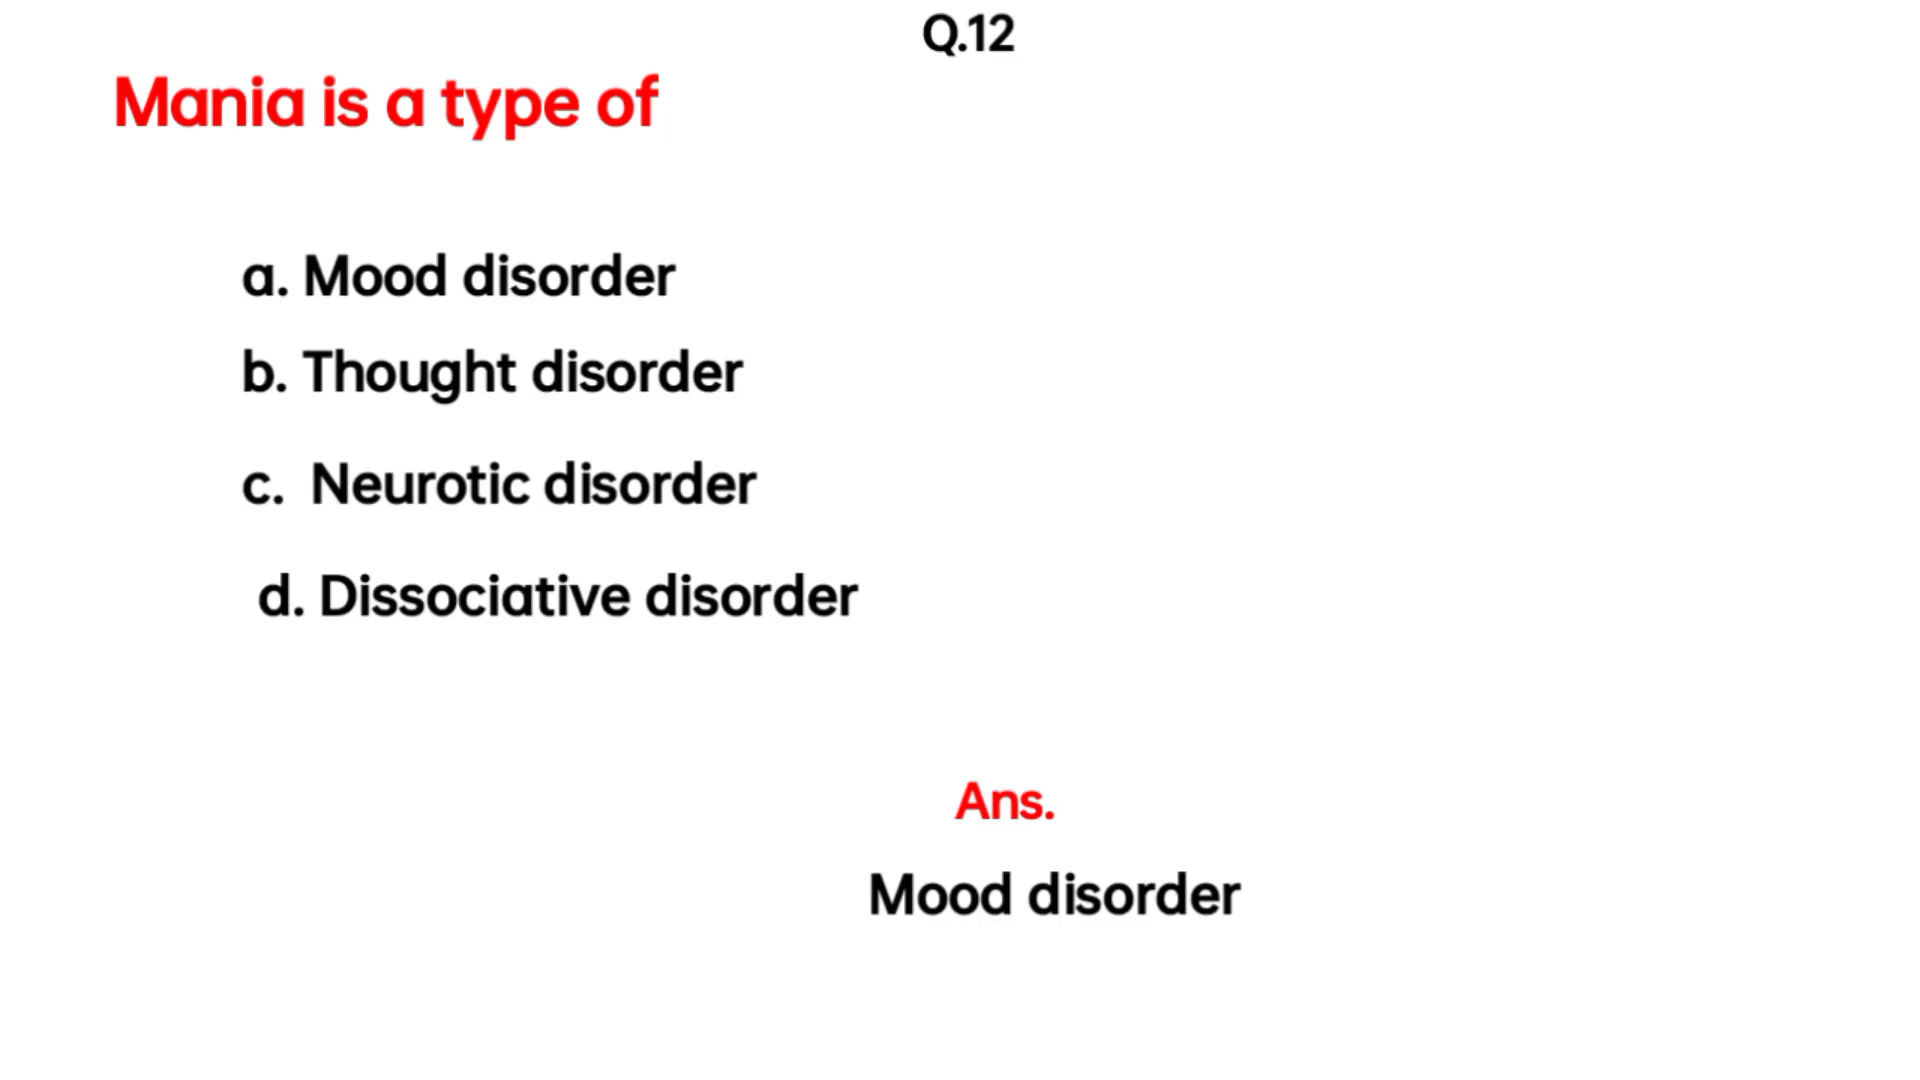 Q.12
Mania is a type of
a. Mood disorder
b. Thought disorder
c. Neurotic disorder
d. Dissociative disorder
Ans.
Mood disorder